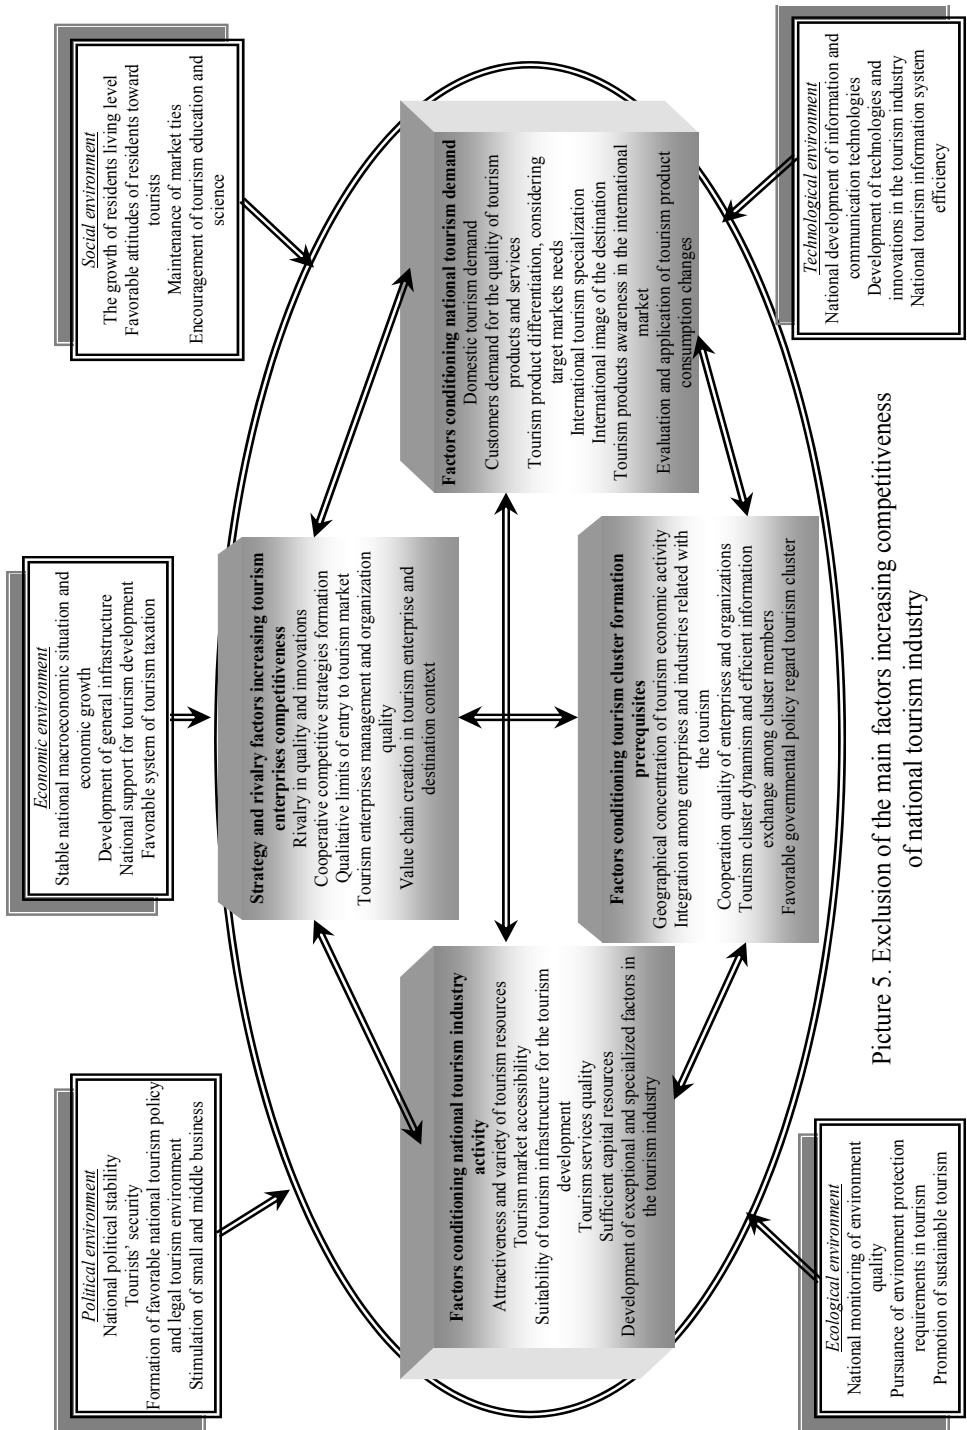 Political environment
National political stability
Tourists' security
Formation of favorable national tourism policy
and legal tourism environment
Stimulation of small and middle business
Economic environment
Stable national macroeconomic situation and
economic growth
Development of general infrastructure
National support for tourism development
Favorable system of tourism taxation
Social environment
The growth of residents living level
Favorable attitudes of residents toward
tourists
Maintenance of market ties
Encouragement of tourism education and
science
Strategy and rivalry factors increasing tourism
enterprises competitiveness
Rivalry in quality and innovations
Cooperative competitive strategies formation
Qualitative limits of entry to tourism market
Tourism enterprises management and organization
quality
Value chain creation in tourism enterprise and
destination context
Factors conditioning national tourism industry
activity
Attractiveness and variety of tourism resources
Tourism market accessibility
Suitability of tourism infrastructure for the tourism
development
Tourism services quality
Sufficient capital resources
Development of exceptional and specialized factors in
the tourism industry
Factors conditioning national tourism demand
Domestic tourism demand
Customers demand for the quality of tourism
products and services
Tourism product differentiation, considering
target markets needs
International tourism specialization
International image of the destination
Tourism products awareness in the international
market
Evaluation and application of tourism product
consumption changes
Factors conditioning tourism cluster formation
prerequisites
Geographical concentration of tourism economic activity
Integration among enterprises and industries related with
the tourism
Cooperation quality of enterprises and organizations
Tourism cluster dynamism and efficient information
exchange among cluster members
Favorable governmental policy regard tourism cluster
Ecological environment
National monitoring of environment
quality
Pursuance of environment protection
requirements in tourism
Promotion of sustainable tourism
Technological environment
National development of information and
communication technologies
Development of technologies and
innovations in the tourism industry
National tourism information system
efficiency
Picture 5. Exclusion of the main factors increasing competitiveness
of national tourism industry